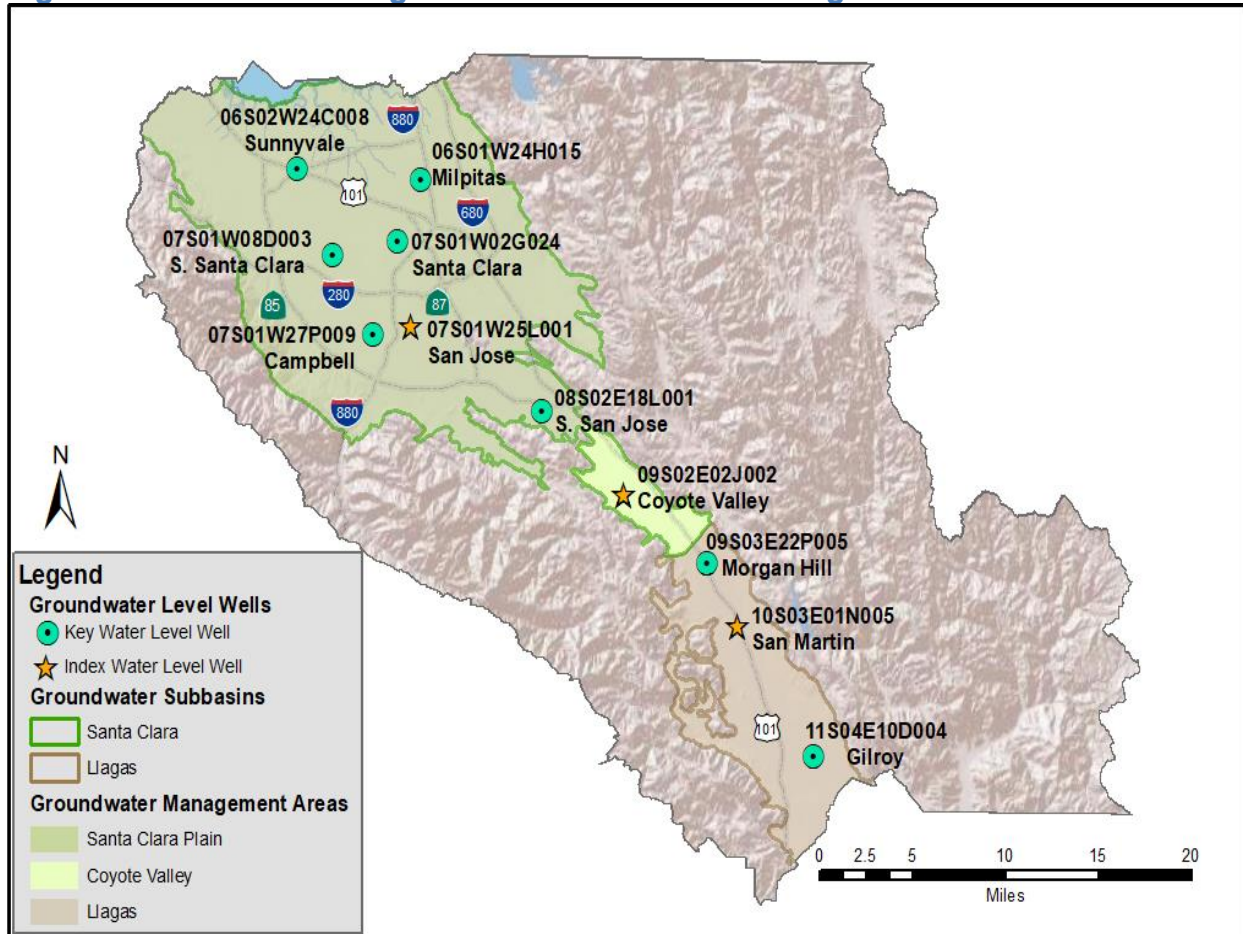 880
06S02W24C008
Sunnyvale
06S01W24H015
Milpitas
101
680
07S01W08D003
S. Santa Clara
07S01W02G024
Santa Clara
85
280
87
07S01W27P009
Campbell
07S01W25L001
San Jose
880
08S02E18L001
S. San Jose
N
09S02E02J002
Coyote Valley
09S03E22P005
Morgan Hill
10S03E01N005
San Martin
101
11S04E10D004
Gilroy
Legend
Groundwater Level Wells
Key Water Level Well
Index Water Level Well
Groundwater Subbasins
Santa Clara
Llagas
Groundwater Management Areas
Santa Clara Plain
Coyote Valley
Llagas
0 2.5 5 10 15 20
Miles